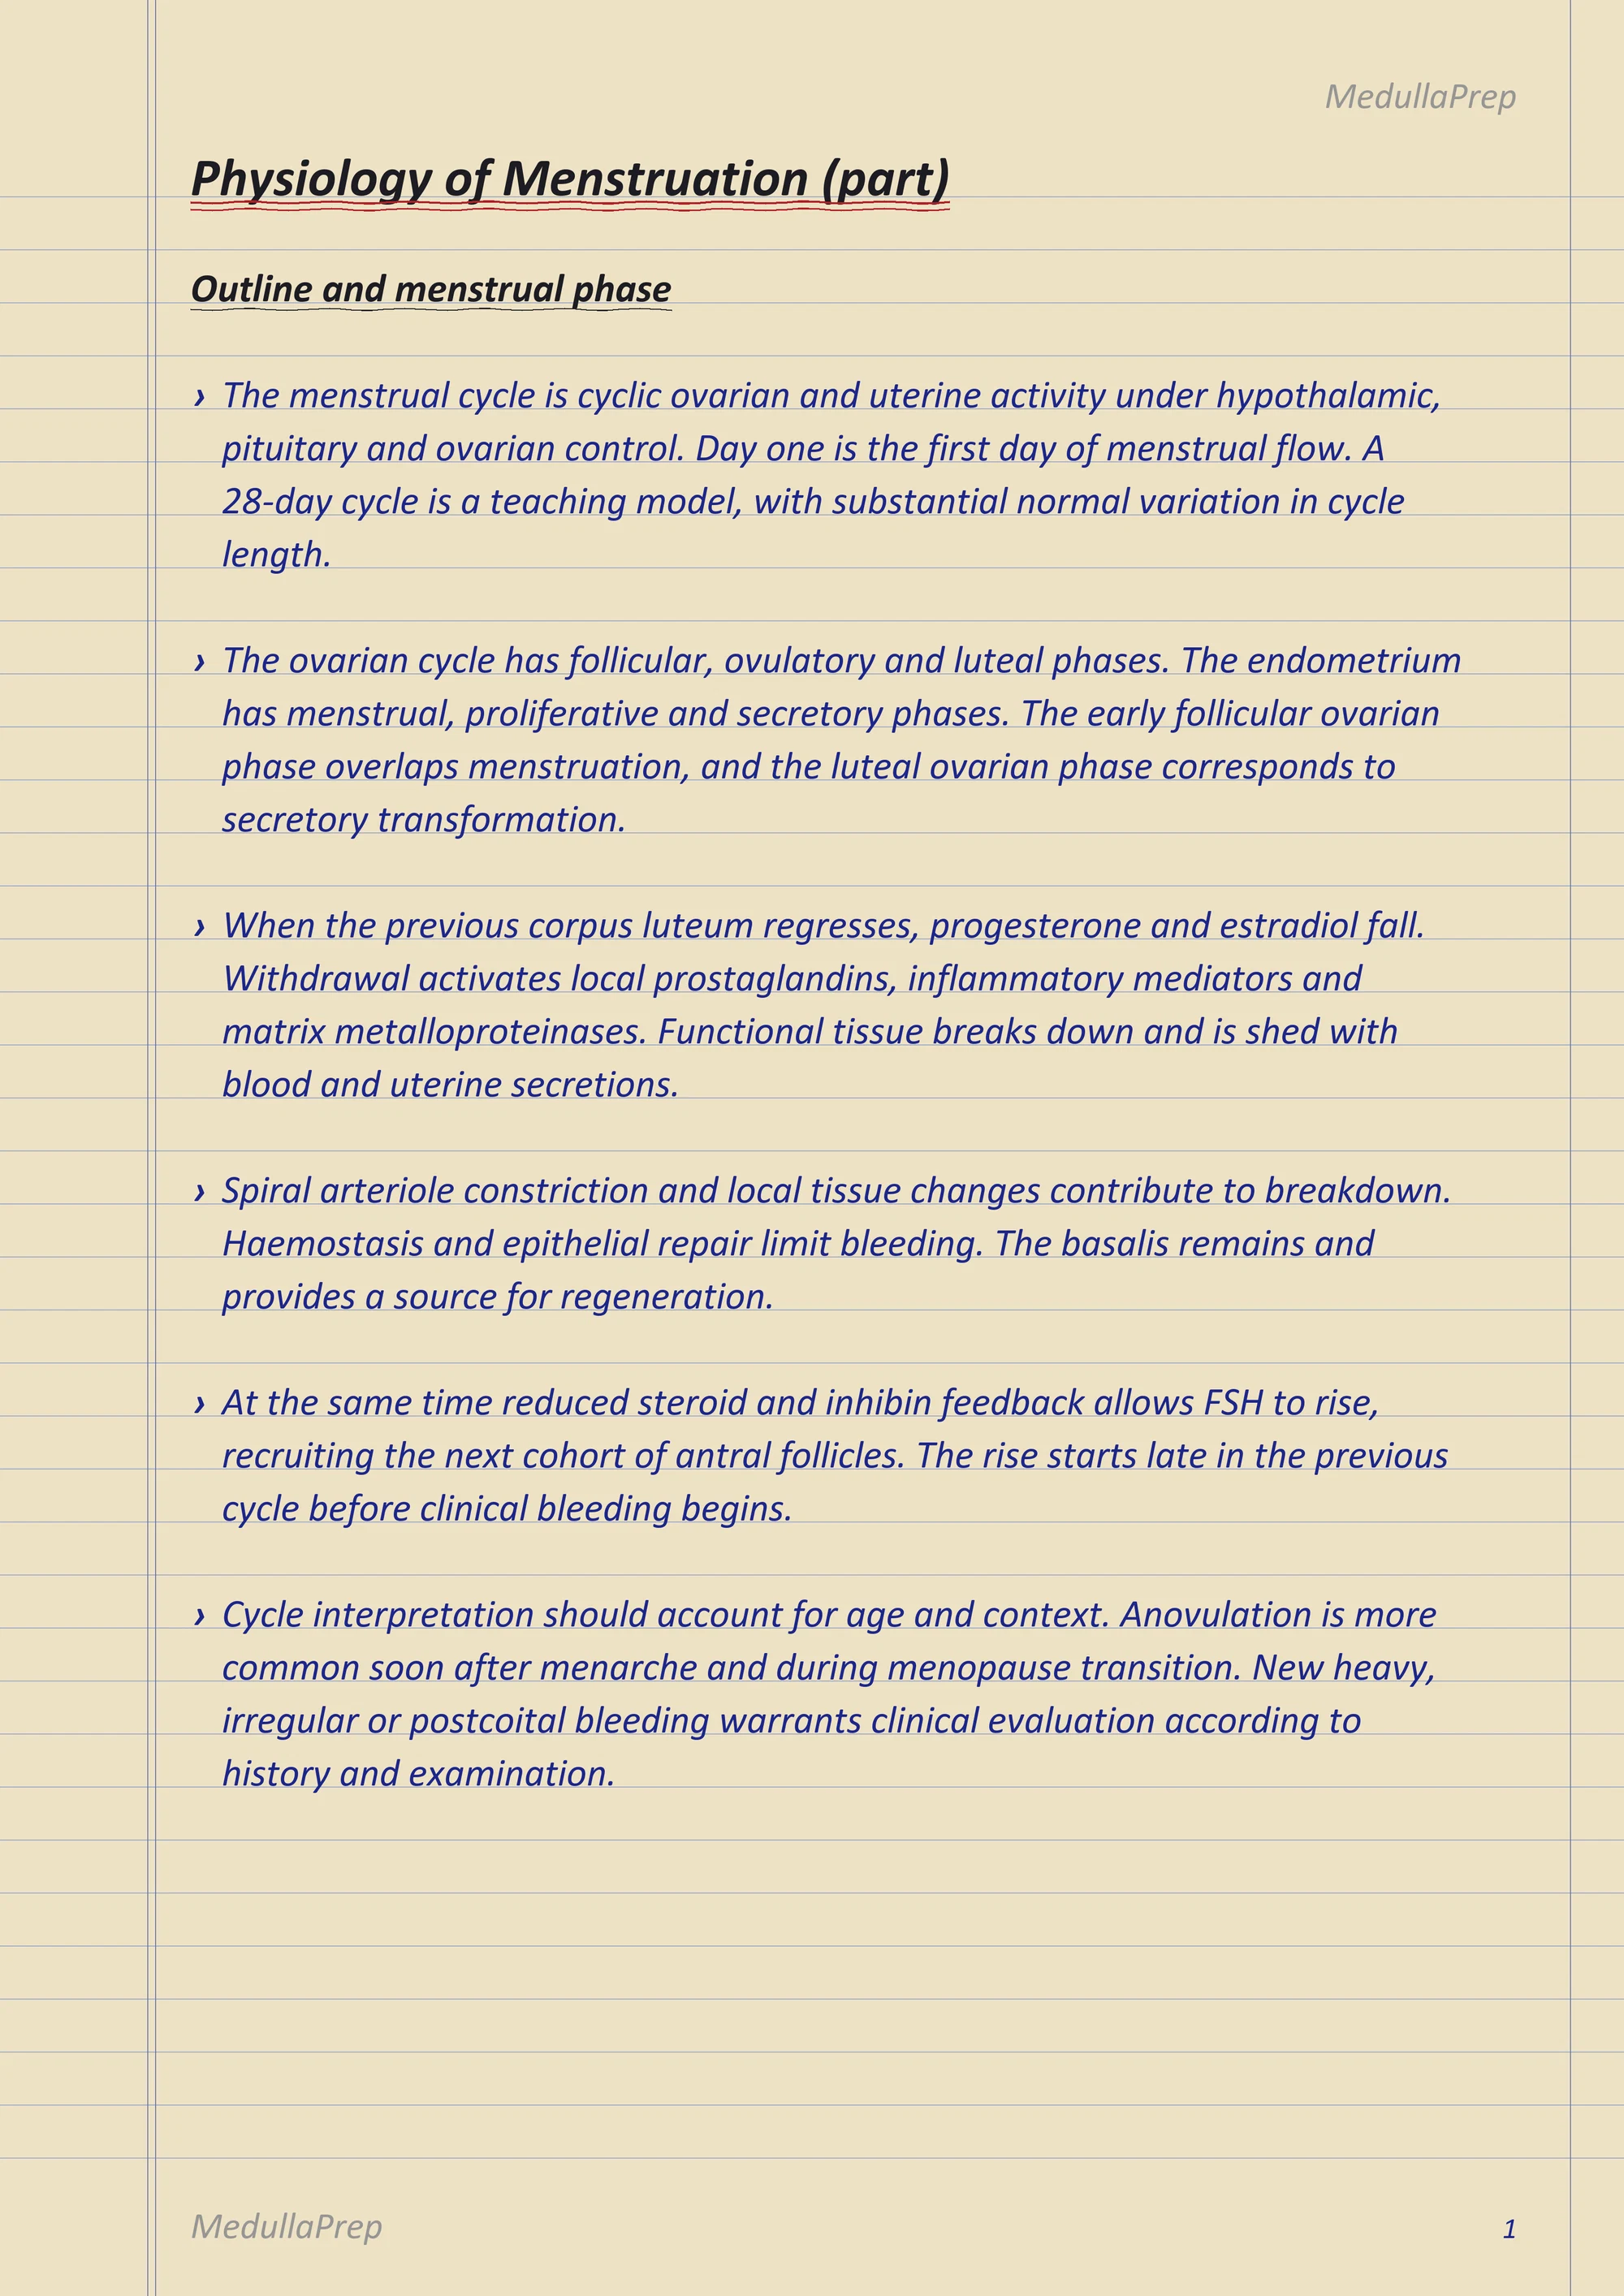 MedullaPrep
Physiology of Menstruation (part)
Outline and menstrual phase
› The menstrual cycle is cyclic ovarian and uterine activity under hypothalamic,
pituitary and ovarian control. Day one is the first day of menstrual flow. A
28-day cycle is a teaching model, with substantial normal variation in cycle
length.
› The ovarian cycle has follicular, ovulatory and luteal phases. The endometrium
has menstrual, proliferative and secretory phases. The early follicular ovarian
phase overlaps menstruation, and the luteal ovarian phase corresponds to
secretory transformation.
› When the previous corpus luteum regresses, progesterone and estradiol fall.
Withdrawal activates local prostaglandins, inflammatory mediators and
matrix metalloproteinases. Functional tissue breaks down and is shed with
blood and uterine secretions.
› Spiral arteriole constriction and local tissue changes contribute to breakdown.
Haemostasis and epithelial repair limit bleeding. The basalis remains and
provides a source for regeneration.
› At the same time reduced steroid and inhibin feedback allows FSH to rise,
recruiting the next cohort of antral follicles. The rise starts late in the previous
cycle before clinical bleeding begins.
› Cycle interpretation should account for age and context. Anovulation is more
common soon after menarche and during menopause transition. New heavy,
irregular or postcoital bleeding warrants clinical evaluation according to
history and examination.
MedullaPrep
1